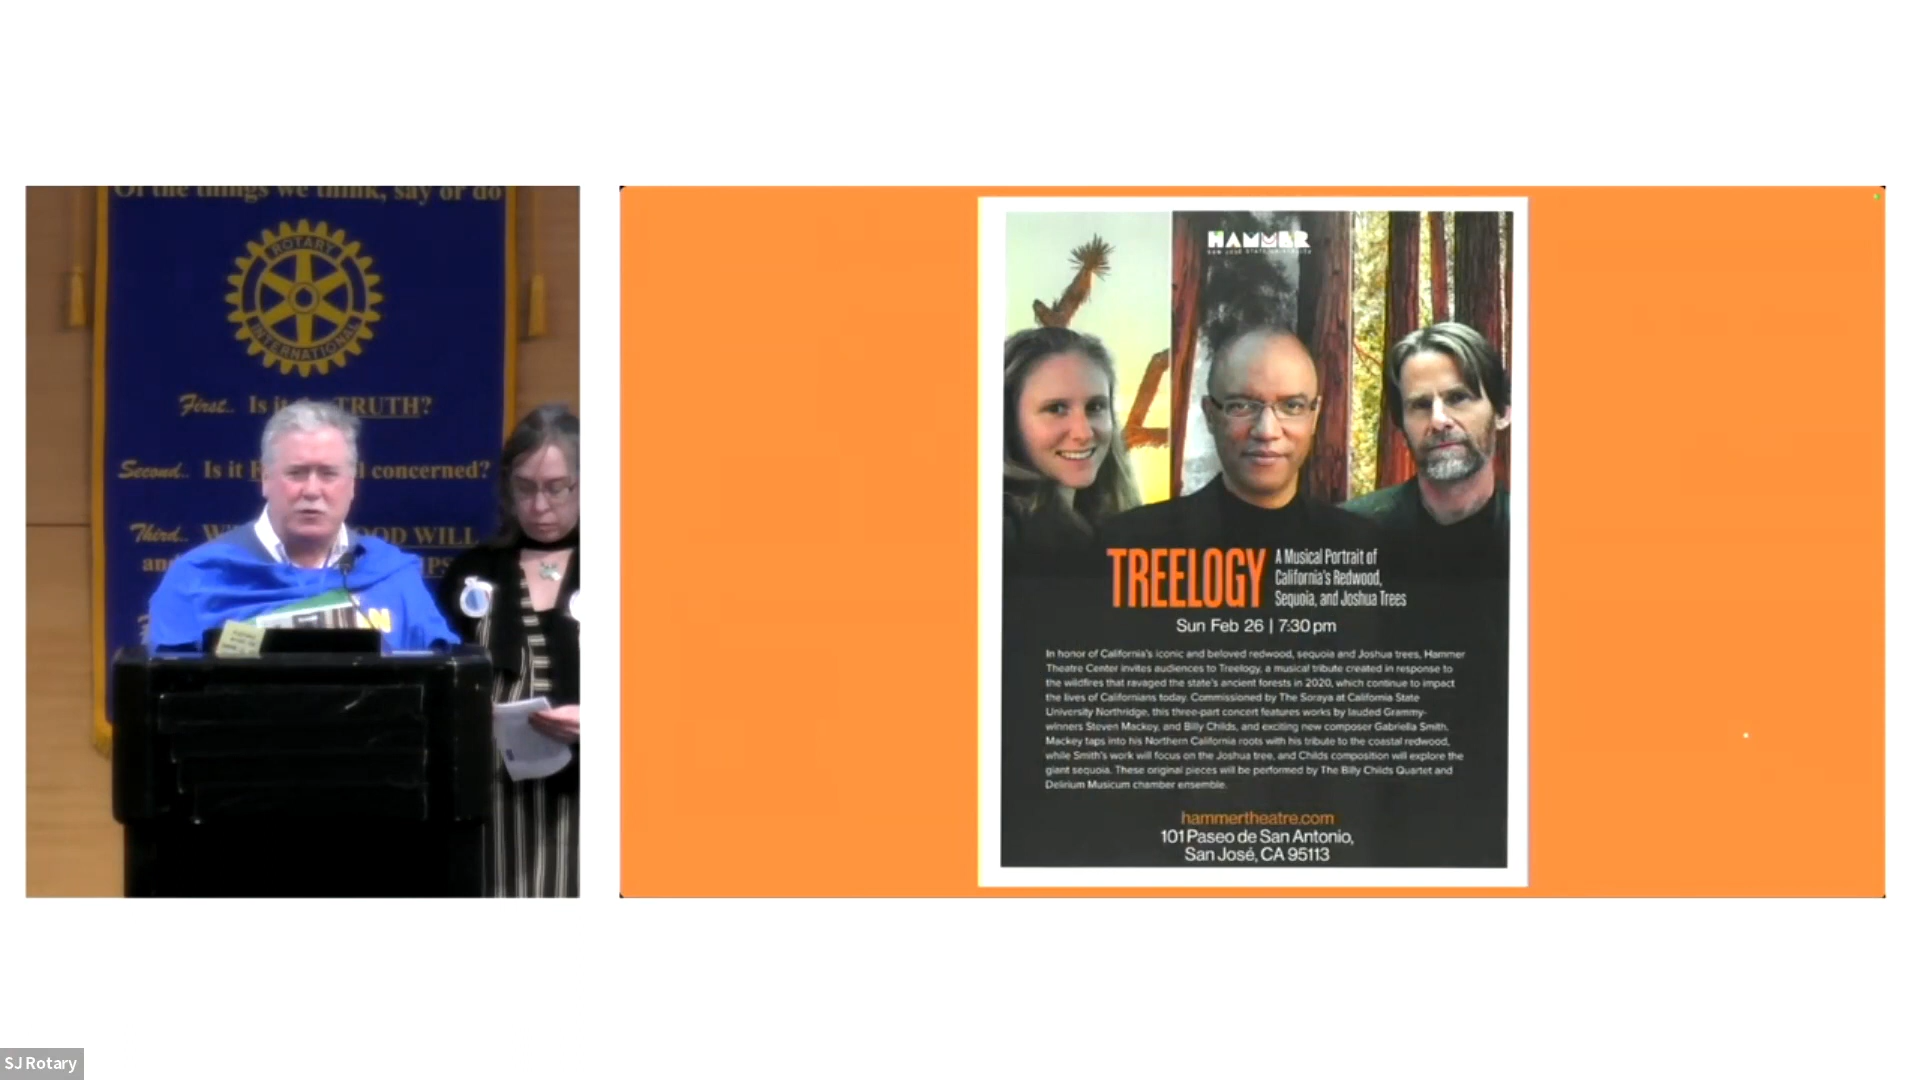 Of the things we think, say or do
ROTARY
INTERNATIONAL
First.. Is it TRUTH?
Second.. Is it concerned?
Third.. OOD WILL
and
HAMMER
TREELOGY
A Musical Portrait of
California's Redwood,
Sequoia, and Joshua Trees
Sun Feb 26 | 7:30 pm
In honor of California's iconic and beloved redwood, sequoia and Joshua trees, Hammer
Theatre Center invites audiences to Treelogy, a musical tribute created in response to
the wildfires that ravaged the state's ancient forests in 2020, which continue to impact
the lives of Californians today. Commissioned by The Soraya at California State
University Northridge, this three-part concert features works by lauded Grammy-
winners Steven Mackey, and Billy Childs, and exciting new composer Gabriella Smith.
Mackey taps into his Northern California roots with his tribute to the coastal redwood,
while Smith's work will focus on the Joshua tree, and Childs composition will explore the
giant sequoia. These original pieces will be performed by The Billy Childs Quartet and
Delirium Musicum chamber ensemble.
hammertheatre.com
101 Paseo de San Antonio,
San José, CA 95113
SJ Rotary